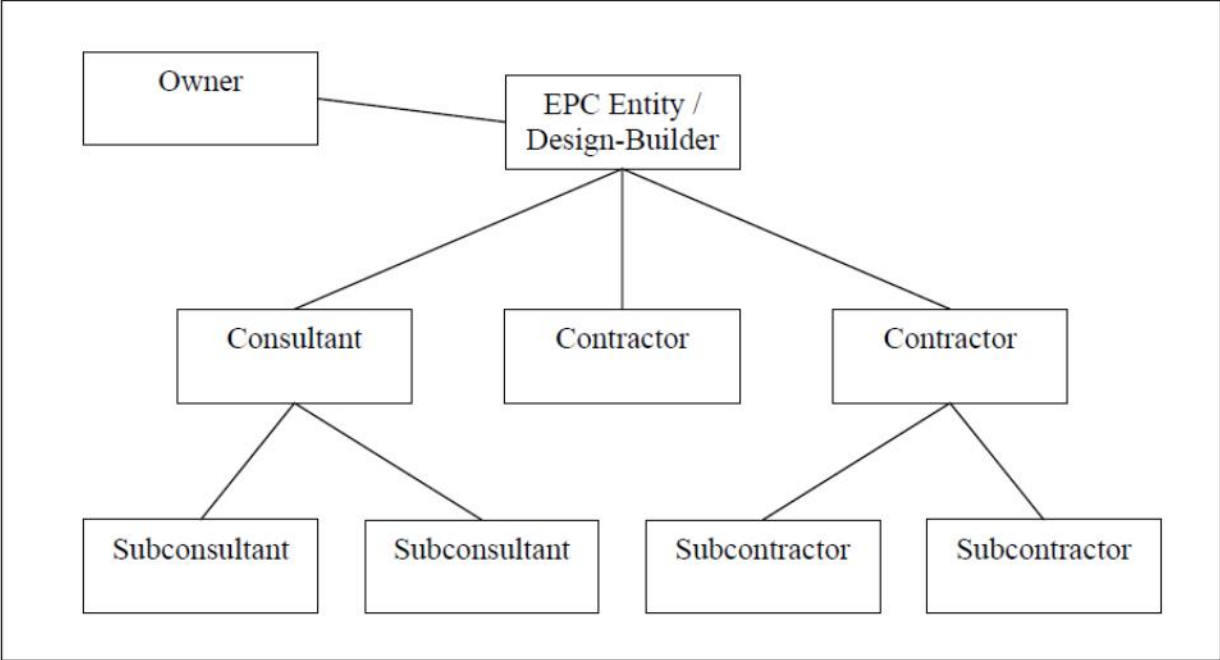 Owner
EPC Entity /
Design-Builder
Consultant
Contractor
Contractor
Subconsultant
Subconsultant
Subcontractor
Subcontractor